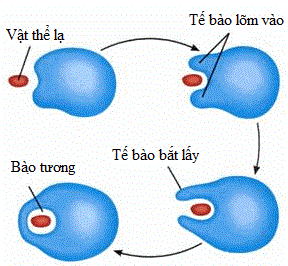 Vật thể lạ
Tế bào lõm vào
Tế bào bắt lấy
Bào tương